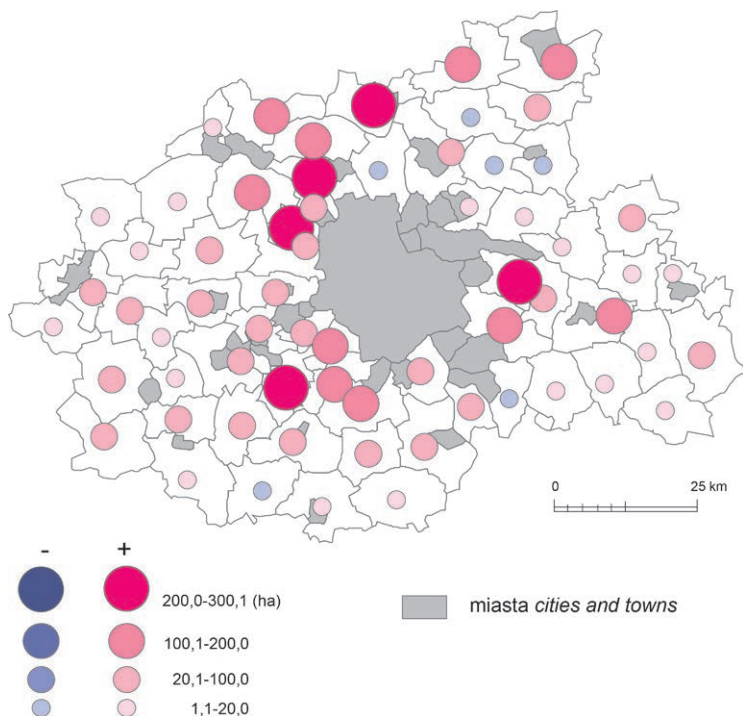 0 25 km
- +
200,0-300,1 (ha)
miasta cities and towns
100,1-200,0
20,1-100,0
1,1-20,0